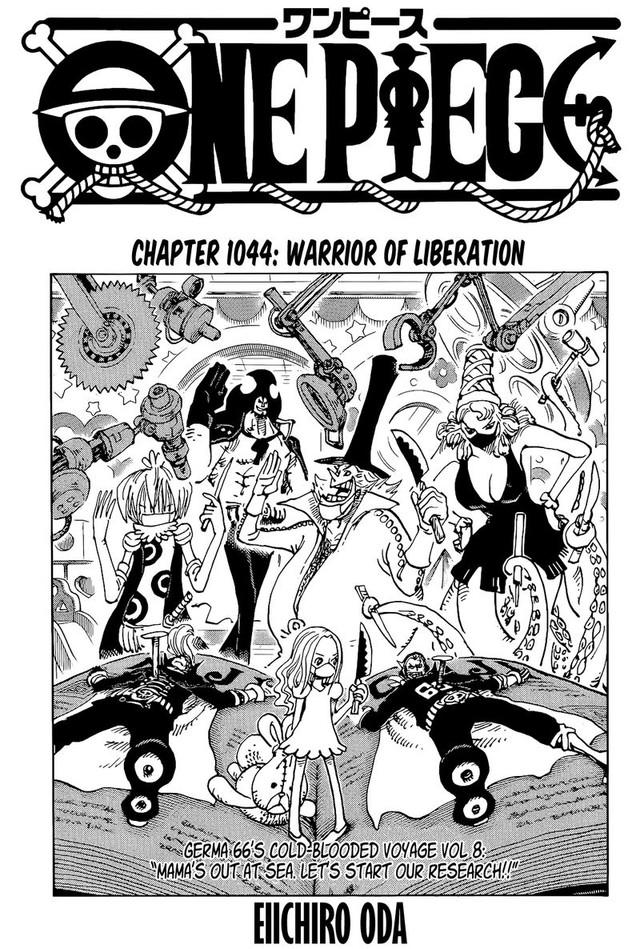 ワンピース
ONE PIECE
CHAPTER 1044: WARRIOR OF LIBERATION
66
GERMA 66'S COLD-BLOODED VOYAGE VOL 8:
"MAMA'S OUT AT SEA. LET'S START OUR RESEARCH!!"
EIICHIRO ODA